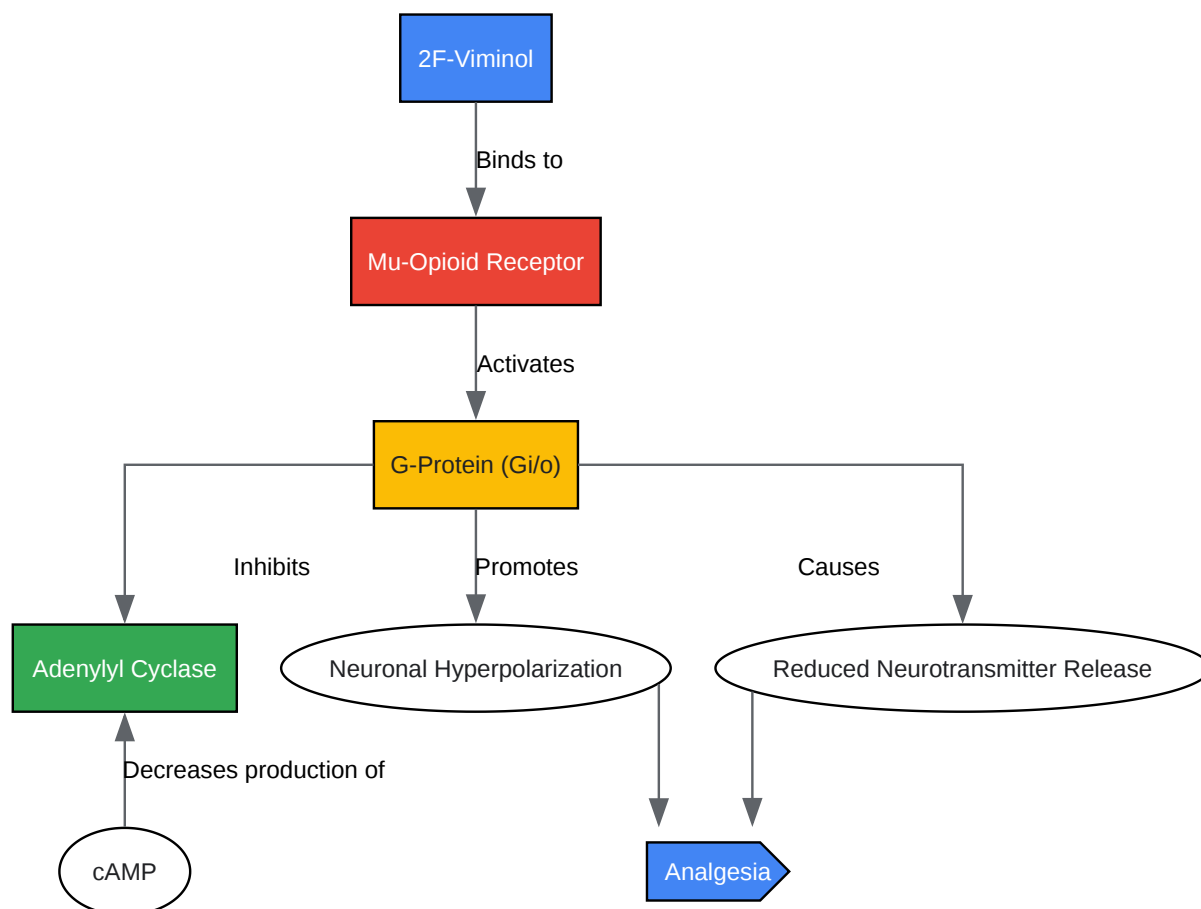 2F-Viminol
Binds to
Mu-Opioid Receptor
Activates
G-Protein (Gi/o)
Inhibits
Promotes
Causes
Adenylyl Cyclase
Neuronal Hyperpolarization
Reduced Neurotransmitter Release
Decreases production of
cAMP
Analgesia